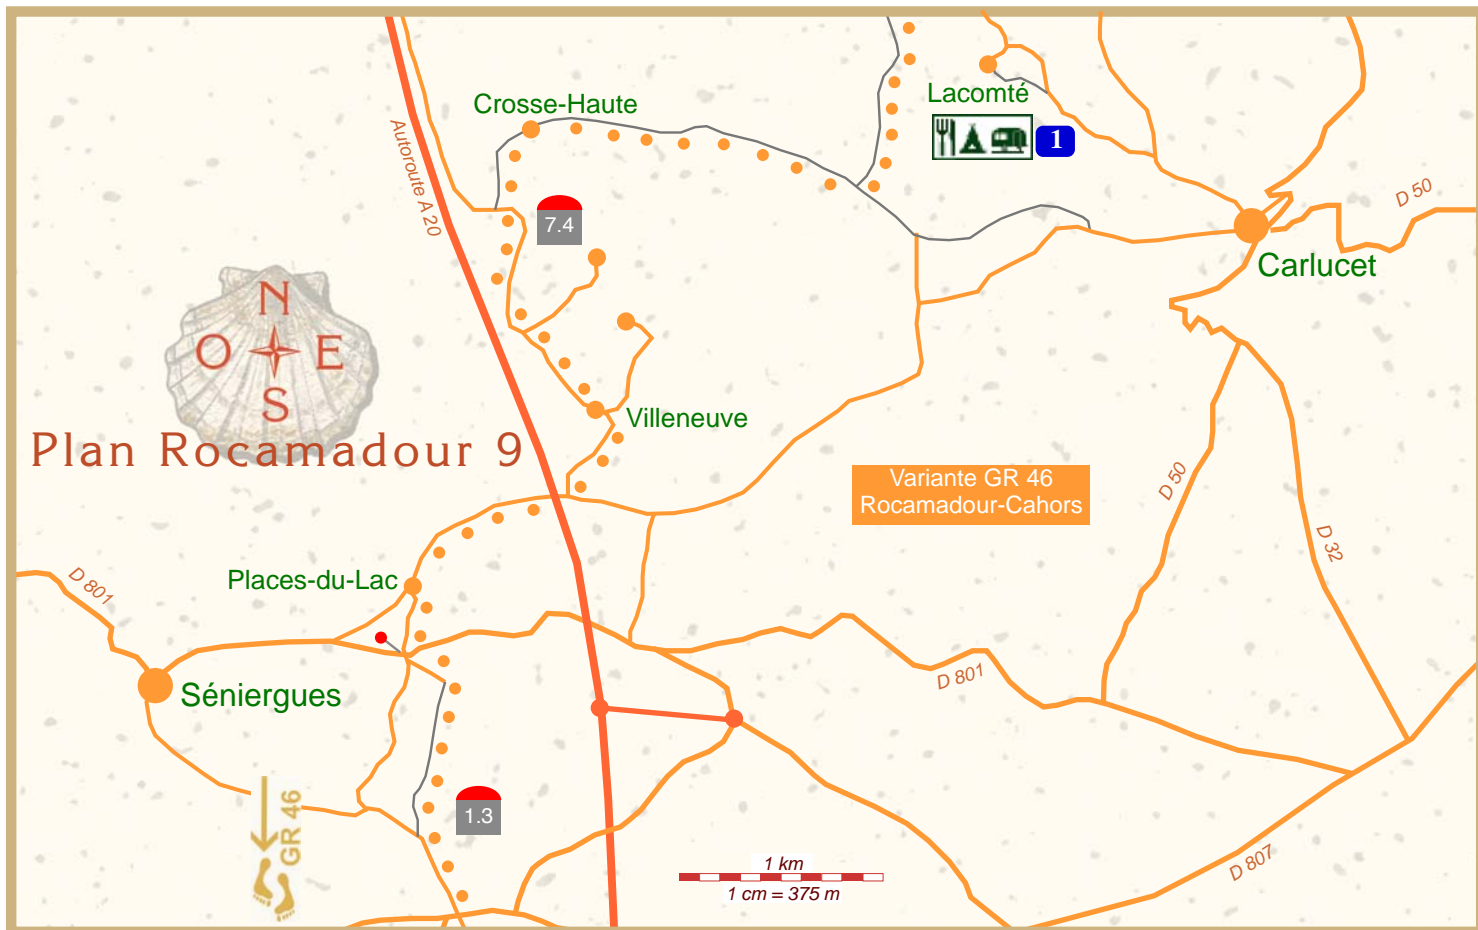 Crosse-Haute
Lacomté
1
Autoroute A 20
D 50
7.4
Carlucet
N
O E
S
Plan Rocamadour 9
Villeneuve
Variante GR 46
Rocamadour-Cahors
D 50
D 32
D 801
Places-du-Lac
D 801
Séniergues
GR 46
1.3
1 km
1 cm = 375 m
D 807